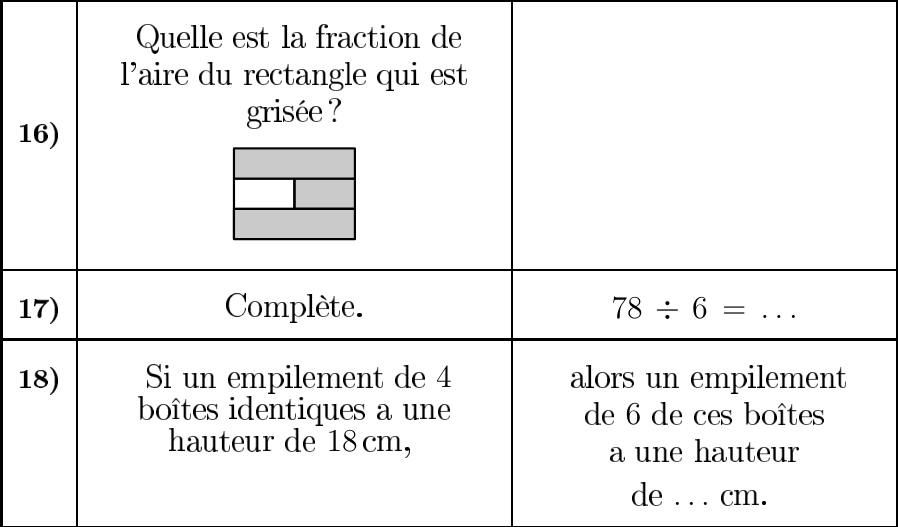 16)
Quelle est la fraction de
l'aire du rectangle qui est
grisée ?
17)
Complète.
78 ÷ 6 = ...
18)
Si un empilement de 4
boîtes identiques a une
hauteur de 18 cm,
alors un empilement
de 6 de ces boîtes
a une hauteur
de ... cm.